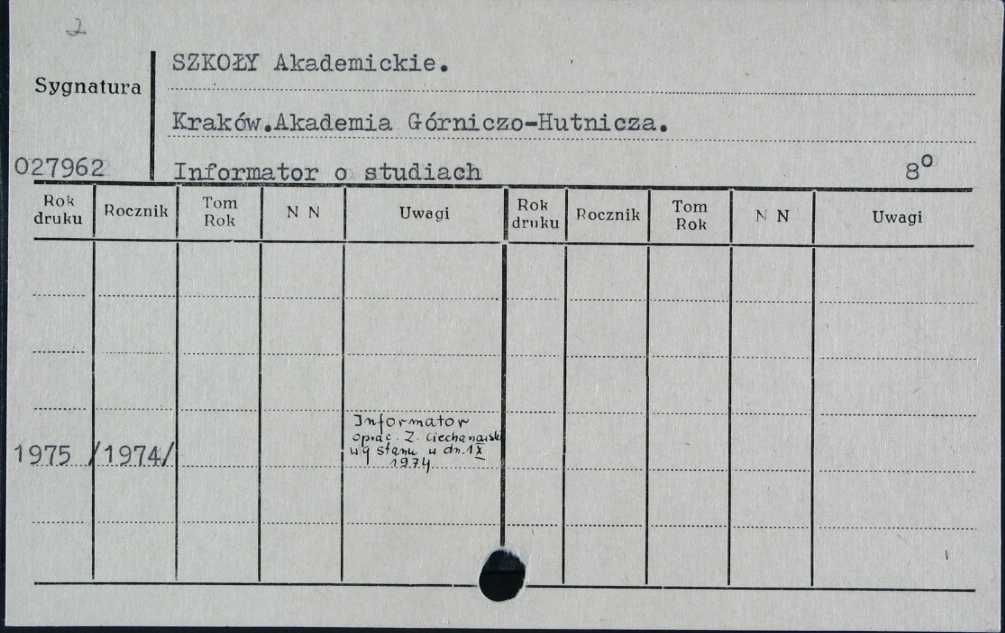 2
SZKOŁY Akademickie.
Sygnatura
Kraków.Akademia Górniczo-Hutnicza.
027962 Informator o studiach 8º
Rok druku Rocznik Tom Rok N N Uwagi Rok druku Rocznik Tom Rok N N Uwagi
Informator
oprac. Z. Ciechanowski
1975 /1974/ wg stanu w dn. 1 X
1974